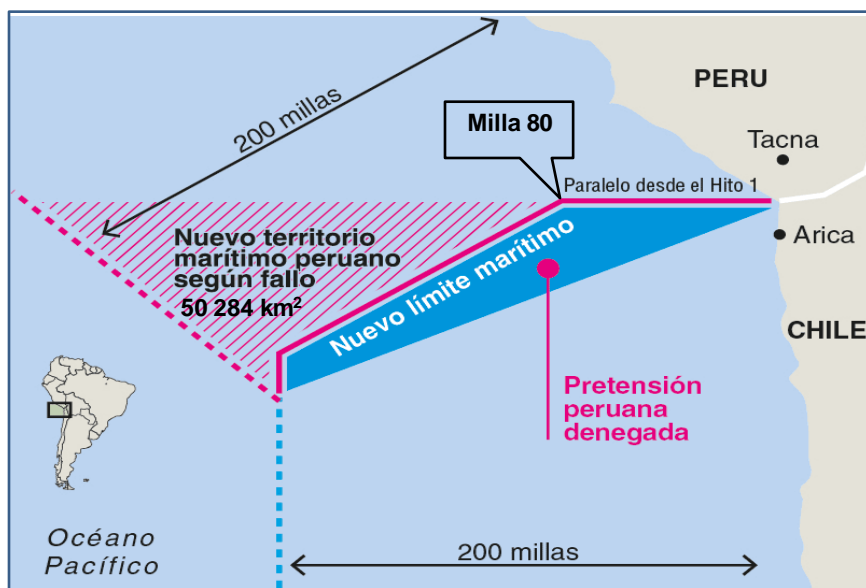 200 millas
PERU
Milla 80
Tacna
Paralelo desde el Hito 1
Arica
Nuevo territorio
marítimo peruano
según fallo
50 284 km²
Nuevo límite marítimo
CHILE
Pretensión
peruana
denegada
Océano
Pacífico
200 millas